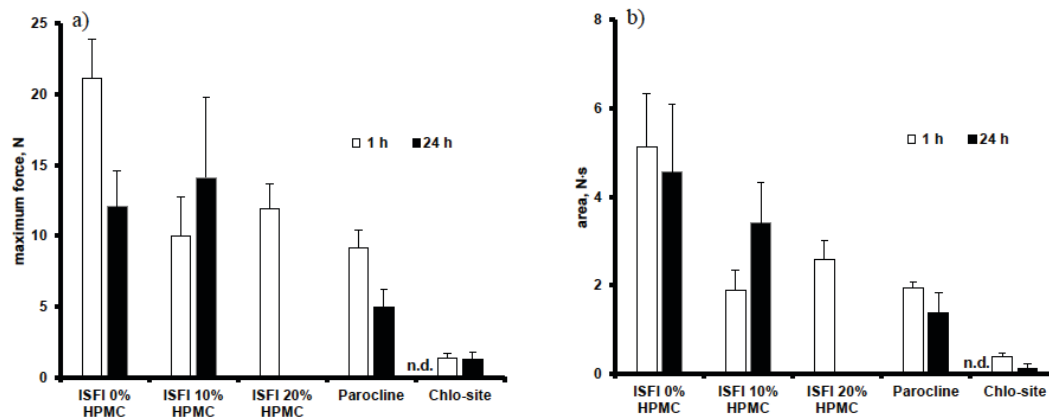 a)
25
20
15
10
5
0
maximum force, N
1 h 24 h
n.d.
ISFI 0% HPMC
ISFI 10% HPMC
ISFI 20% HPMC
Parocline
Chlo-site
b)
8
6
4
2
0
area, N·s
1 h 24 h
n.d.
ISFI 0% HPMC
ISFI 10% HPMC
ISFI 20% HPMC
Parocline
Chlo-site